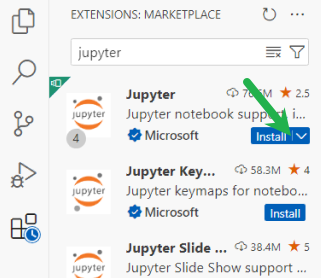 EXTENSIONS: MARKETPLACE
jupyter
Jupyter 76.5M 2.5
jupyter
Jupyter notebook support i...
4
Microsoft Install
Jupyter Key... 58.3M 4
jupyter
Jupyter keymaps for notebo...
Microsoft Install
Jupyter Slide ... 38.4M 5
jupyter
Jupyter Slide Show support ...